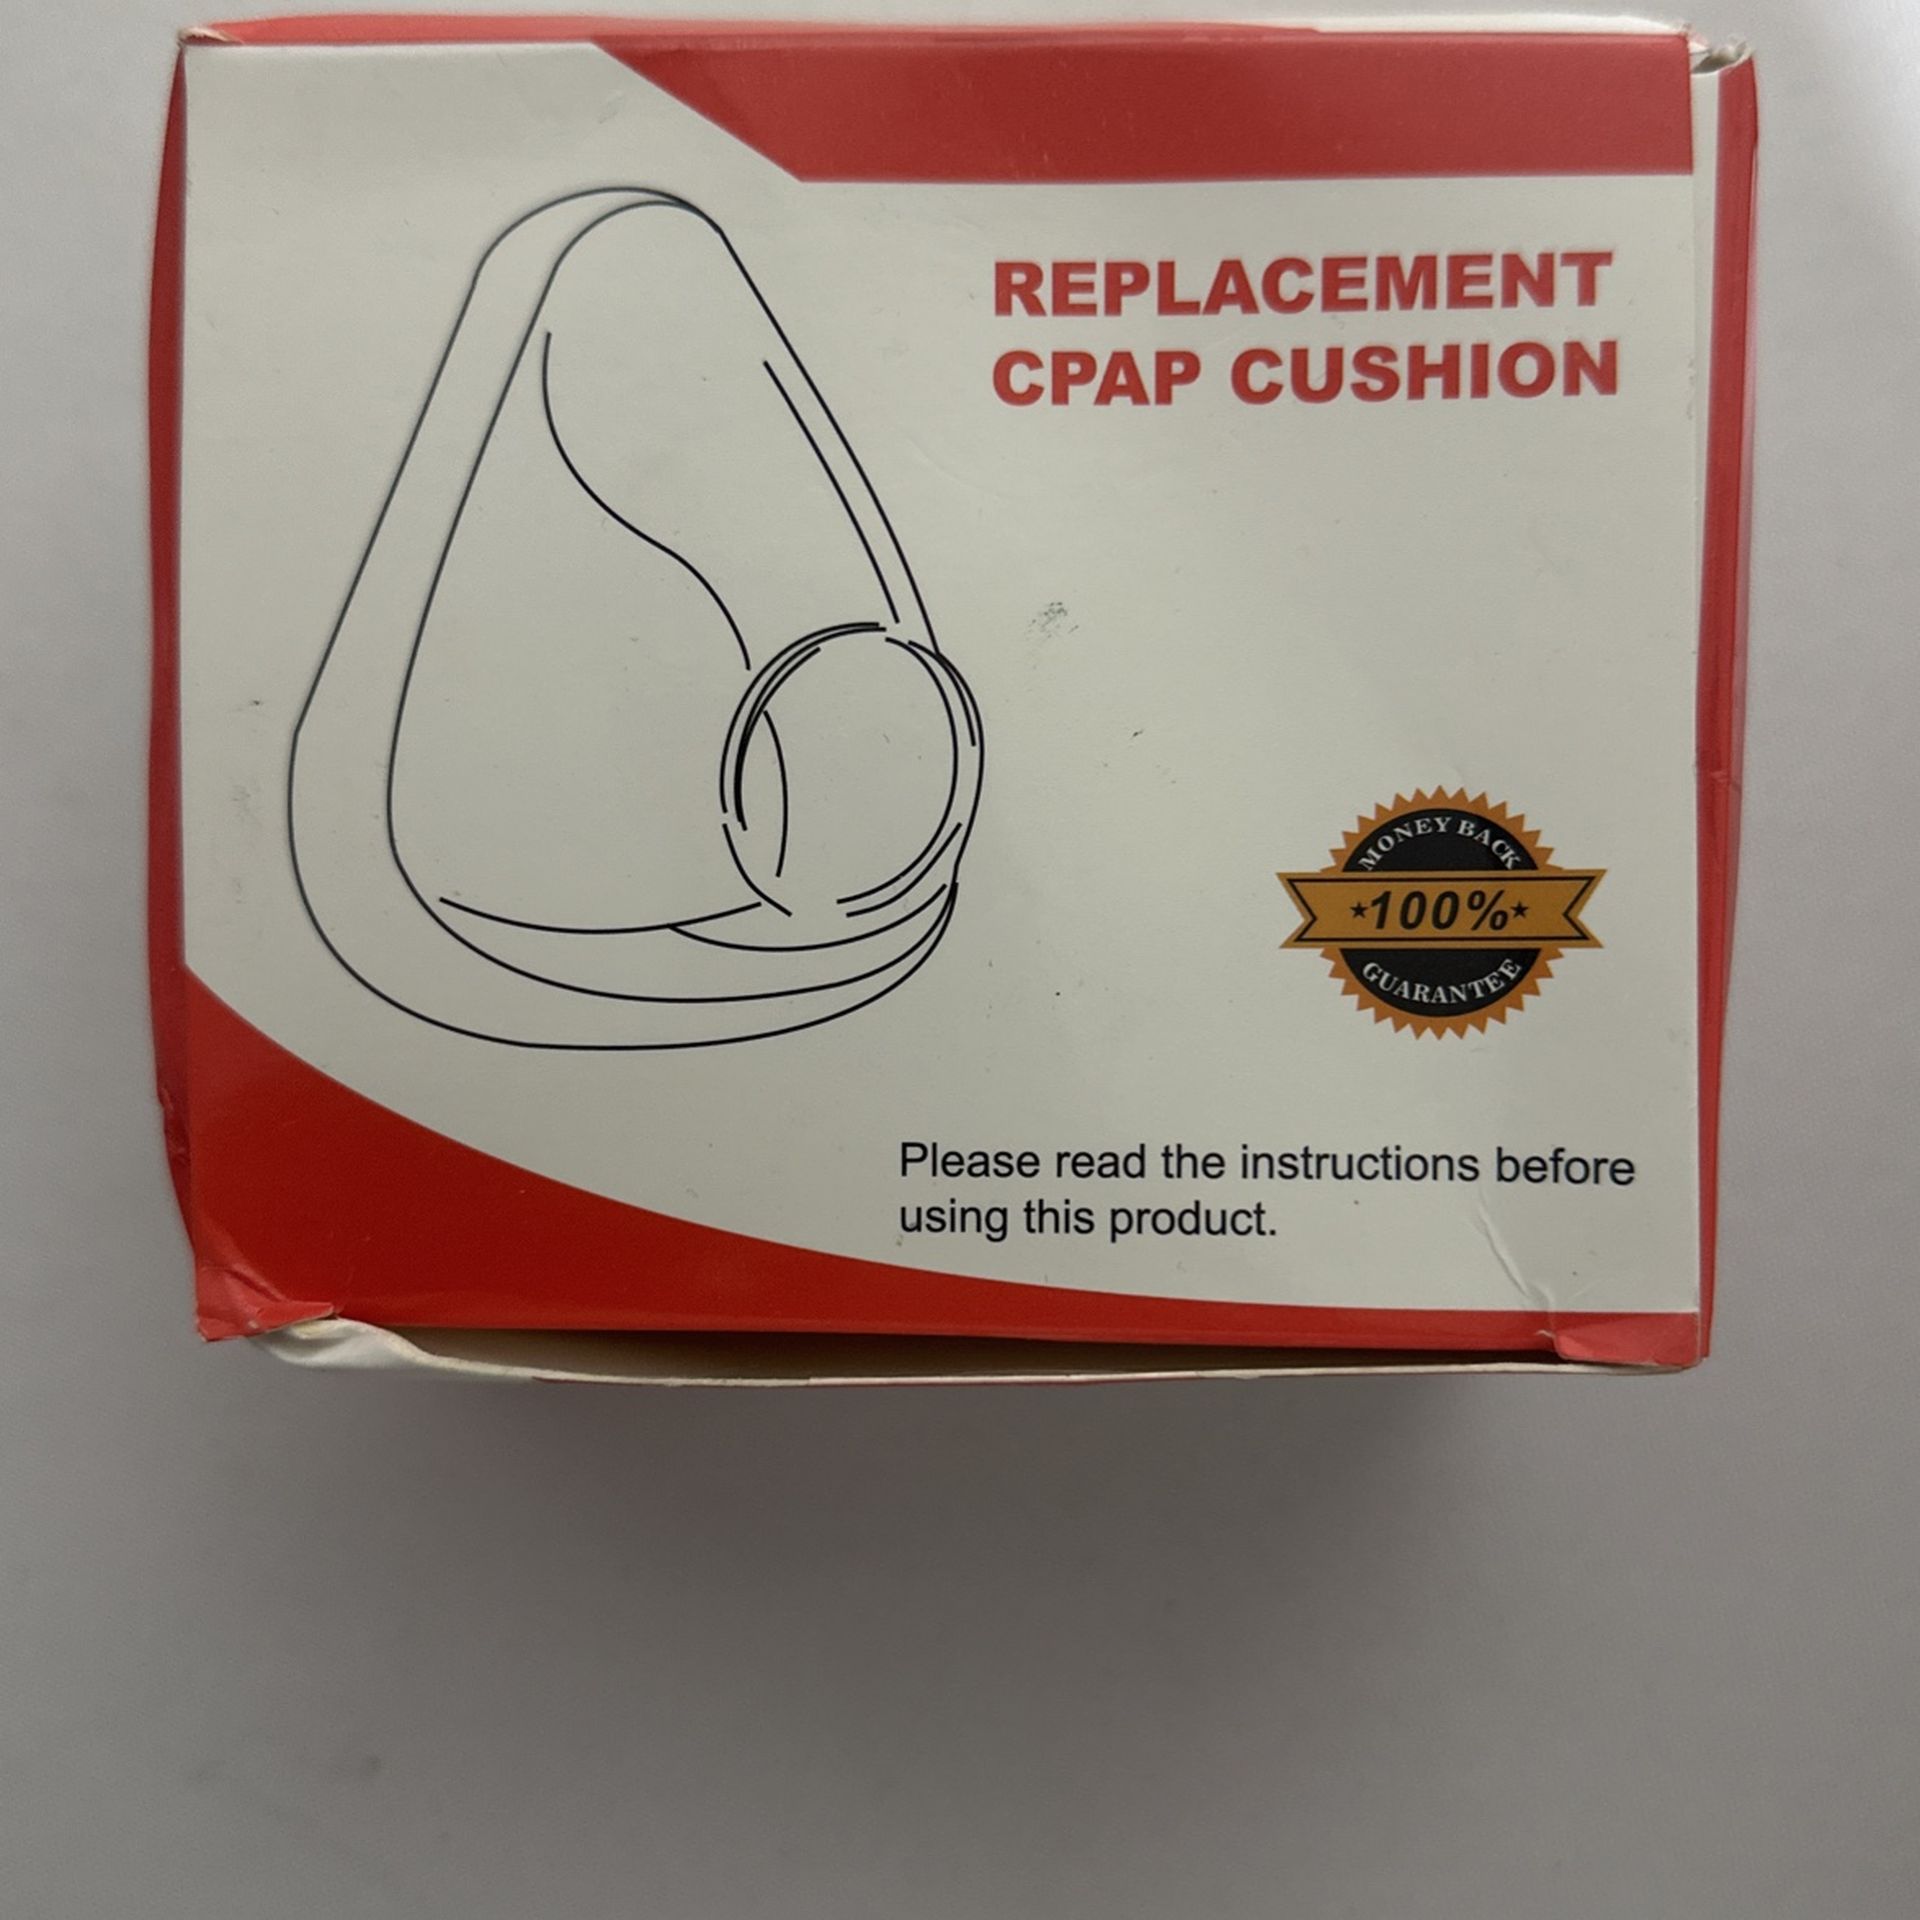 REPLACEMENT
CPAP CUSHION
MONEY BACK
★100%★
GUARANTEE
Please read the instructions before
using this product.